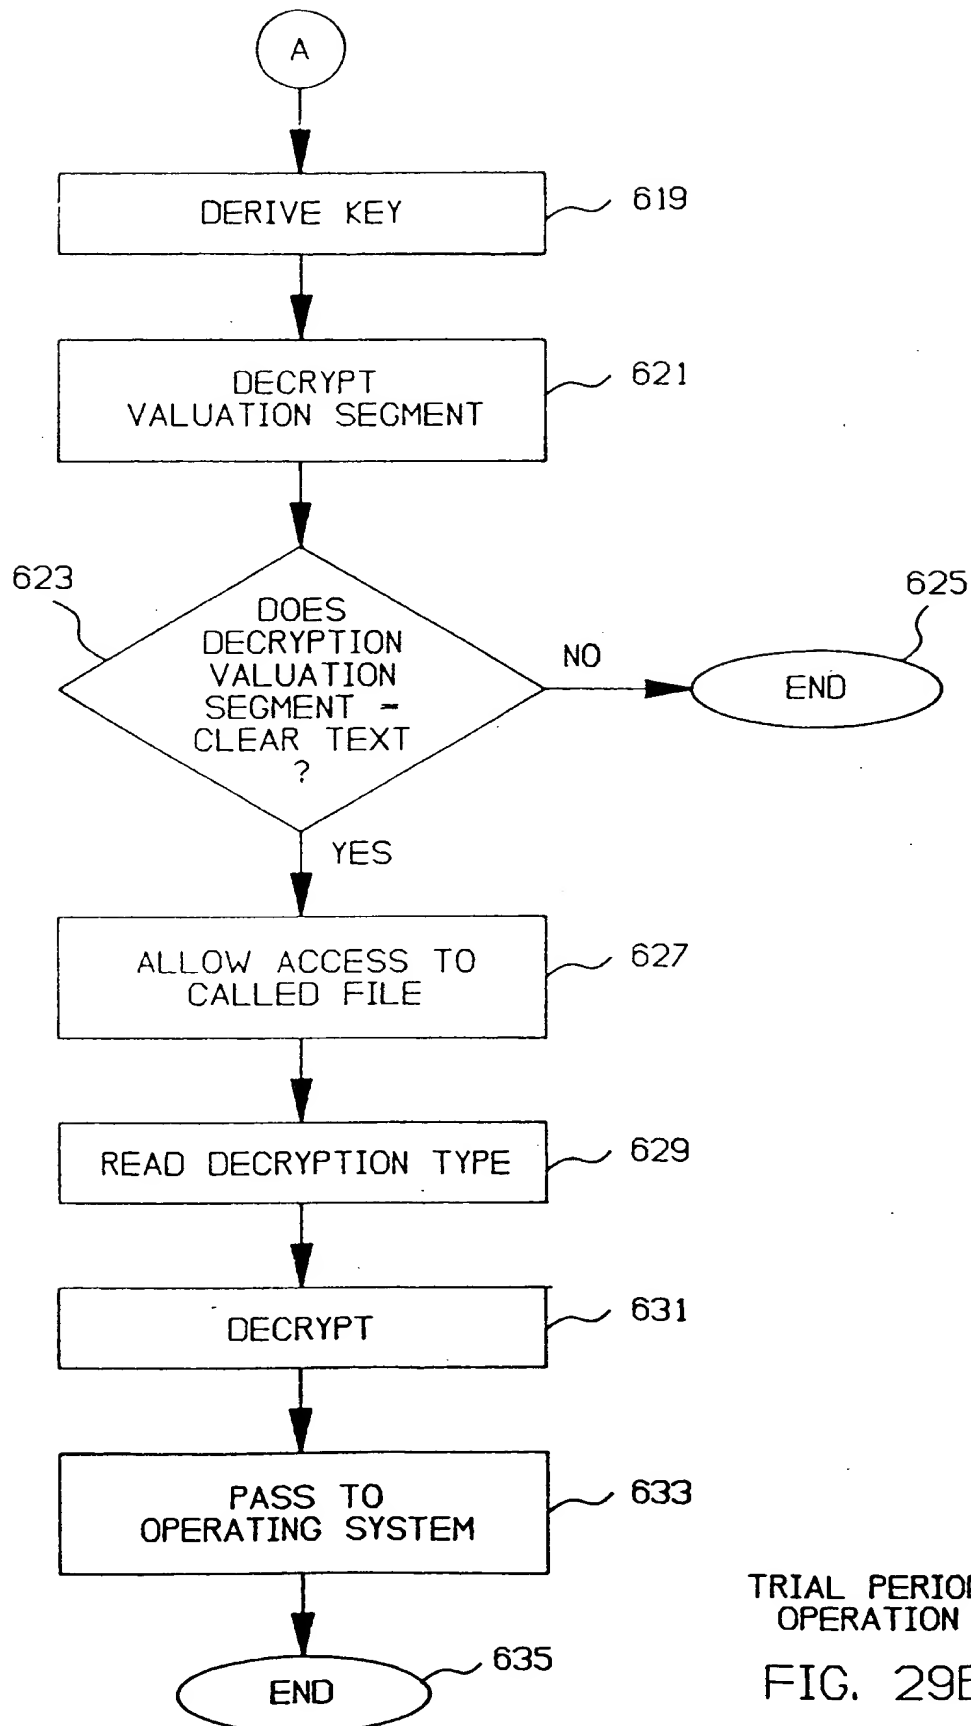 A
DERIVE KEY
619
DECRYPT
VALUATION SEGMENT
621
623
DOES
DECRYPTION
VALUATION
SEGMENT -
CLEAR TEXT
?
NO
625
END
YES
ALLOW ACCESS TO
CALLED FILE
627
READ DECRYPTION TYPE
629
DECRYPT
631
PASS TO
OPERATING SYSTEM
633
END
635
TRIAL PERIOD
OPERATION
FIG. 29B